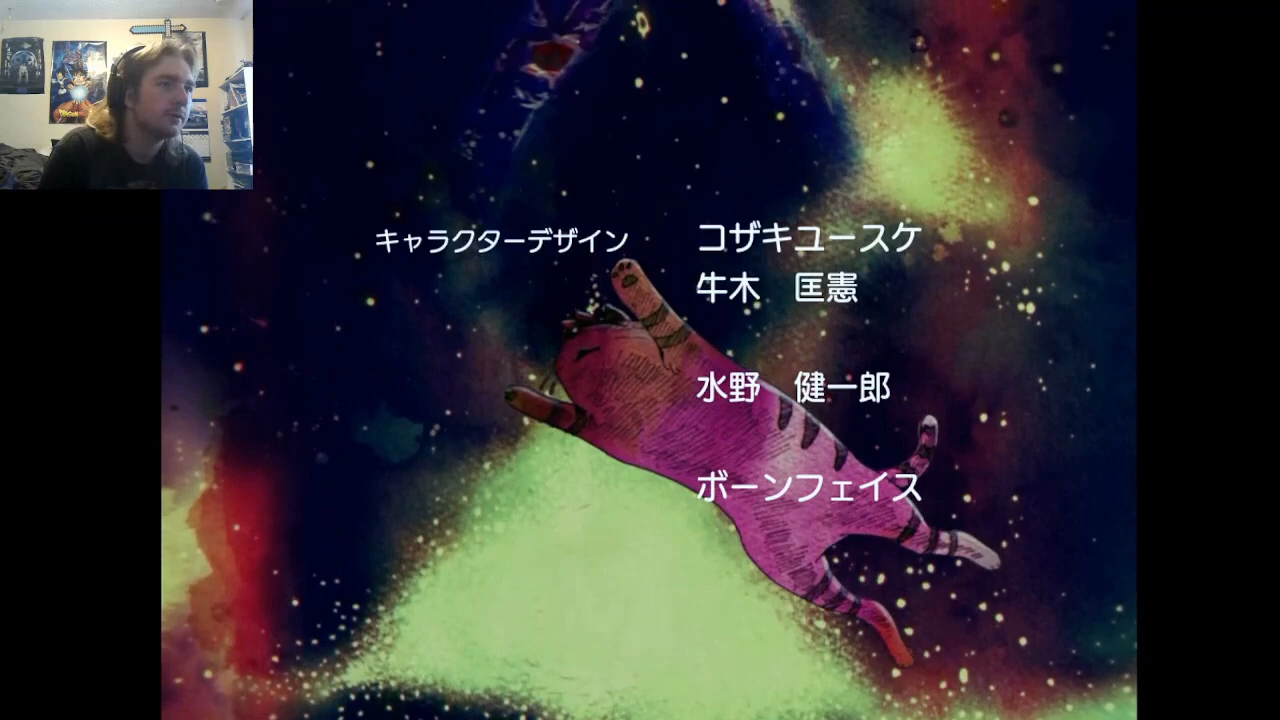 キャラクターデザイン　コザキユースケ
牛木　匡憲
水野　健一郎
ボーンフェイス